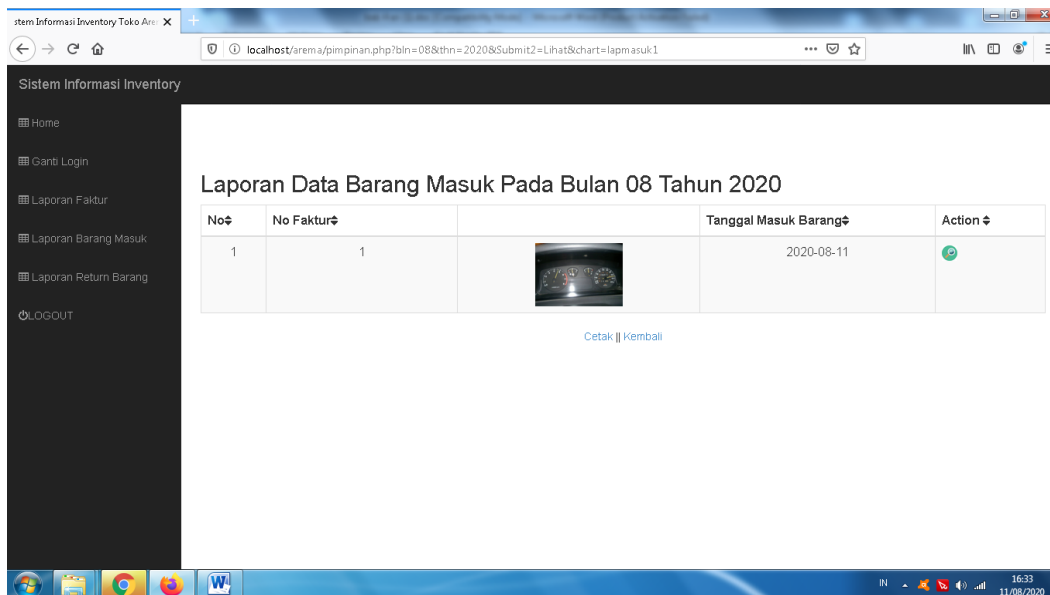 stem Informasi Inventory Toko Are
localhost/arema/pimpinan.php?bln=08&thn=2020&Submit2=Lihat&chart=lapmasuk1
Sistem Informasi Inventory
Home
Ganti Login
Laporan Faktur
Laporan Barang Masuk
Laporan Return Barang
LOGOUT
Laporan Data Barang Masuk Pada Bulan 08 Tahun 2020
No No Faktur Tanggal Masuk Barang Action
1 1 2020-08-11
Cetak || Kembali
IN 16:33
11/08/2020